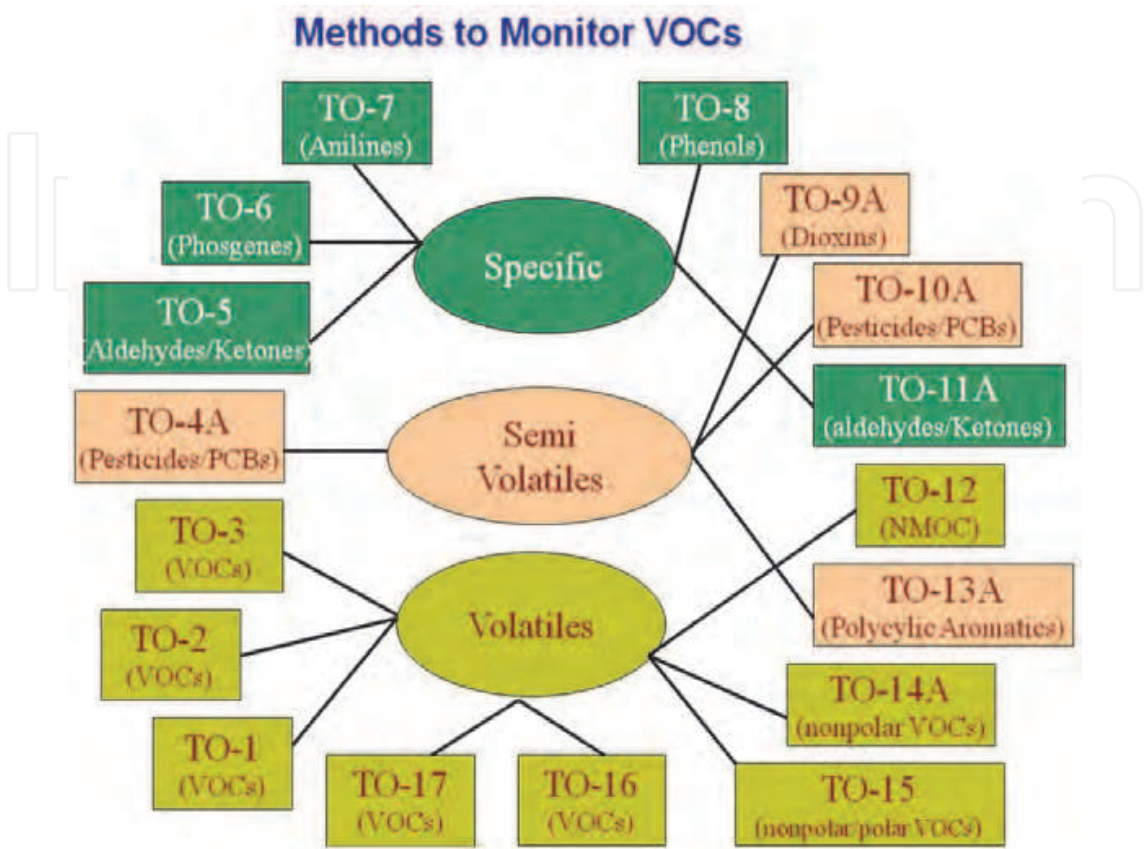 Methods to Monitor VOCs
TO-7
(Anilines)
TO-8
(Phenols)
TO-6
(Phosgenes)
Specific
TO-9A
(Dioxins)
TO-5
(Aldehydes/Ketones)
TO-10A
(Pesticides/PCBs)
TO-11A
(aldehydes/Ketones)
TO-4A
(Pesticides/PCBs)
Semi
Volatiles
TO-12
(NMOC)
TO-3
(VOCs)
TO-13A
(Polycylic Aromatics)
Volatiles
TO-2
(VOCs)
TO-14A
(nonpolar VOCs)
TO-1
(VOCs)
TO-17
(VOCs)
TO-16
(VOCs)
TO-15
(nonpolar/polar VOCs)